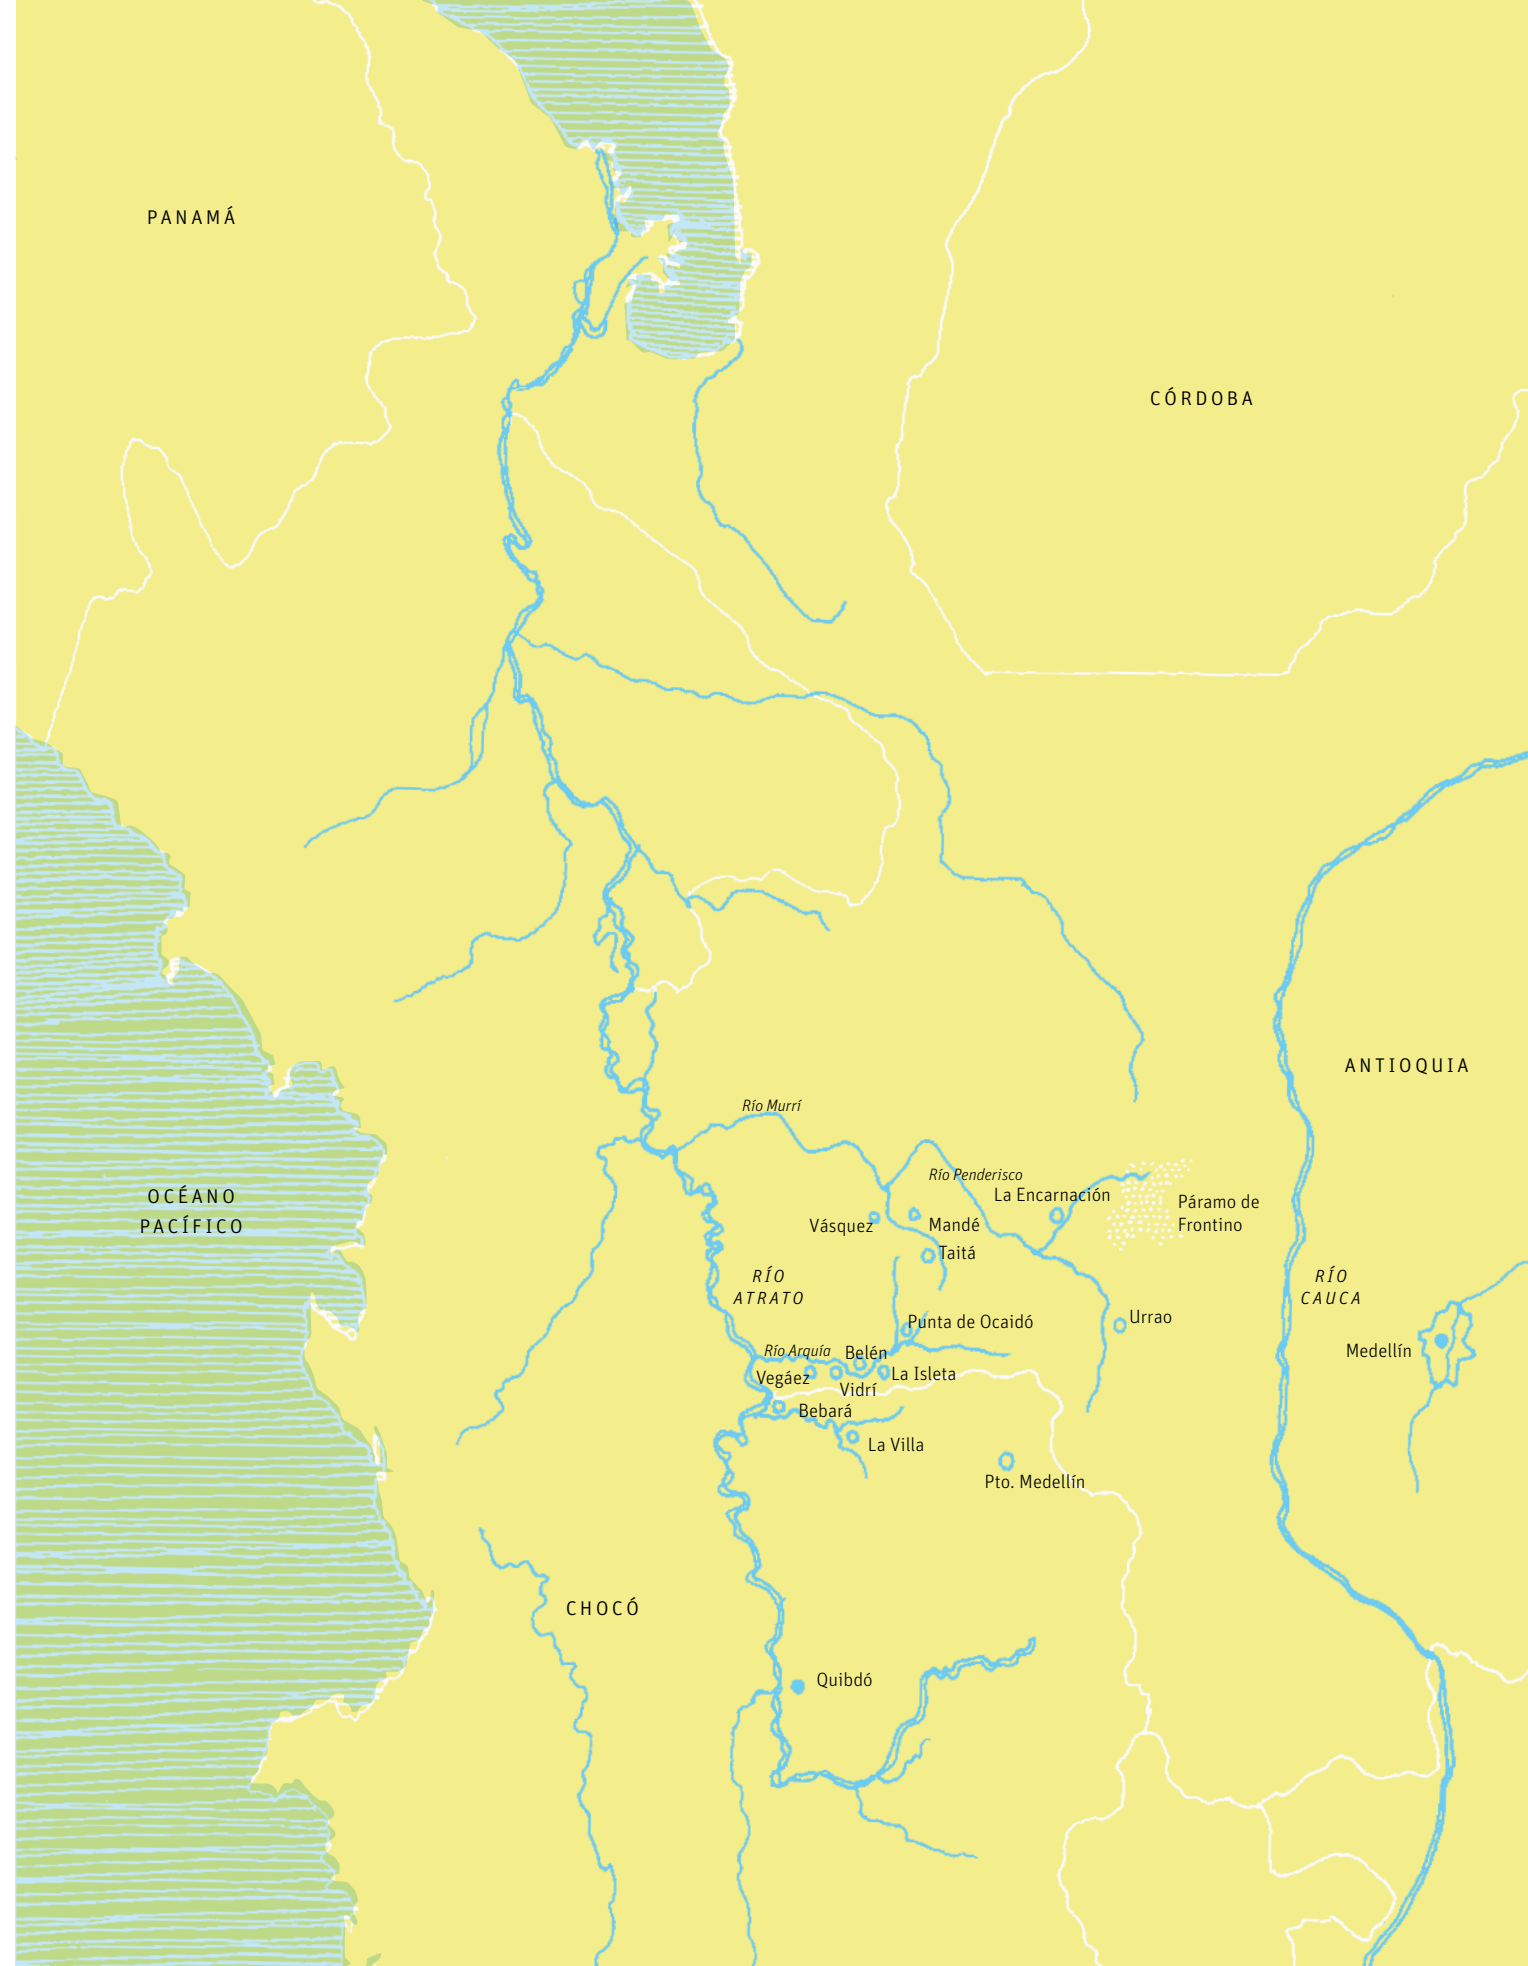 PANAMÁ
CÓRDOBA
ANTIOQUIA
Río Murrí
Río Penderisco
La Encarnación
Páramo de
Frontino
OCÉANO
PACÍFICO
Vásquez
Mandé
Taitá
RÍO
ATRATO
RÍO
CAUCA
Punta de Ocaidó
Urrao
Medellín
Río Arquía
Belén
Vegáez
La Isleta
Vidrí
Bebará
La Villa
Pto. Medellín
CHOCÓ
Quibdó